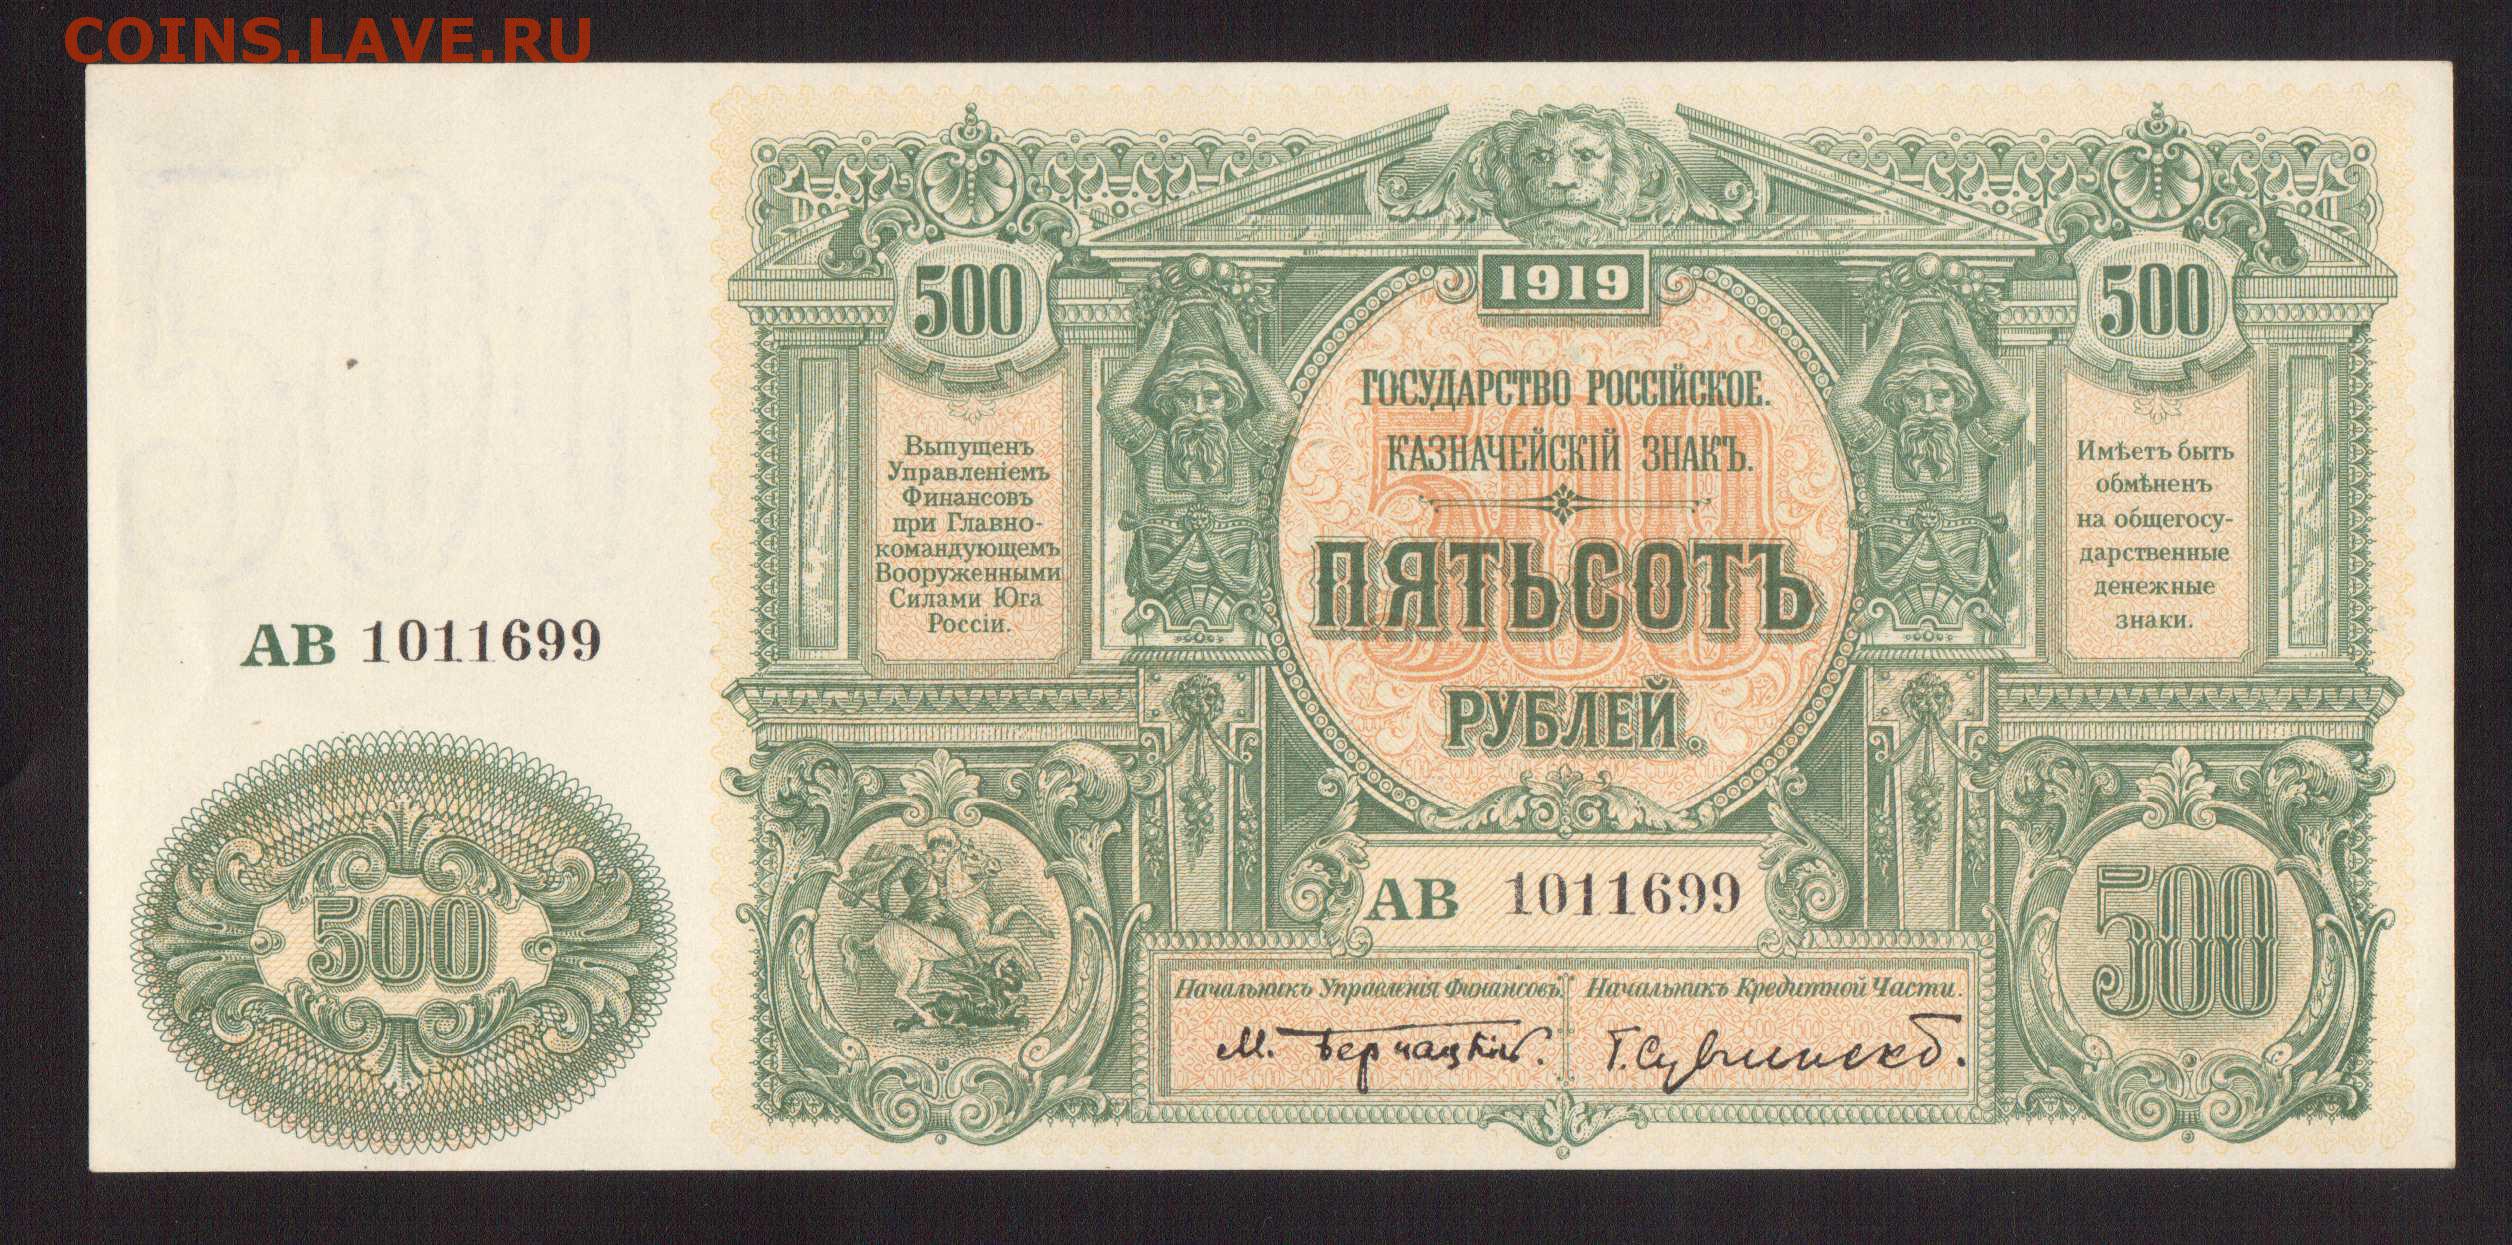 COINS.LAVE.RU
500
1919
500
ГОСУДАРСТВО РОССІЙСКОЕ.
КАЗНАЧЕЙСКІЙ ЗНАКЪ.
500
ПЯТЬСОТЪ
РУБЛЕЙ.
Выпущенъ
Управленіемъ
Финансовъ
при Главно-
командующемъ
Вооруженными
Силами Юга
Россіи.
Имѣетъ быть
обмѣненъ
на общегосу-
дарственные
денежные
знаки.
АВ 1011699
500
АВ 1011699
500
Начальникъ Управленія Финансовъ.
Начальникъ Кредитной Части.
М. Бернацкій.